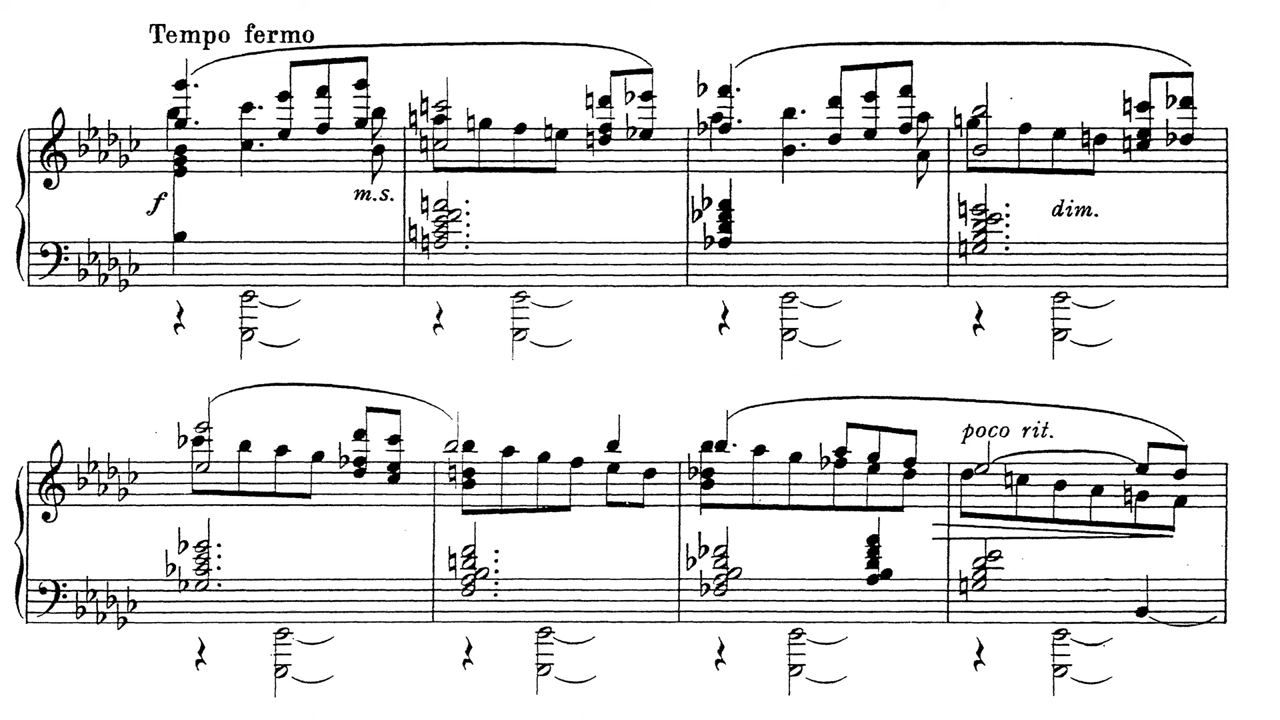 Tempo fermo
f
m.s.
dim.
poco rit.